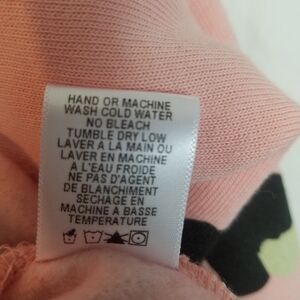 HAND OR MACHINE
WASH COLD WATER
NO BLEACH
TUMBLE DRY LOW
LAVER A LA MAIN OU
LAVER EN MACHINE
A L'EAU FROIDE
NE PAS D'AGENT
DE BLANCHIMENT
SECHAGE EN
MACHINE A BASSE
TEMPERATURE